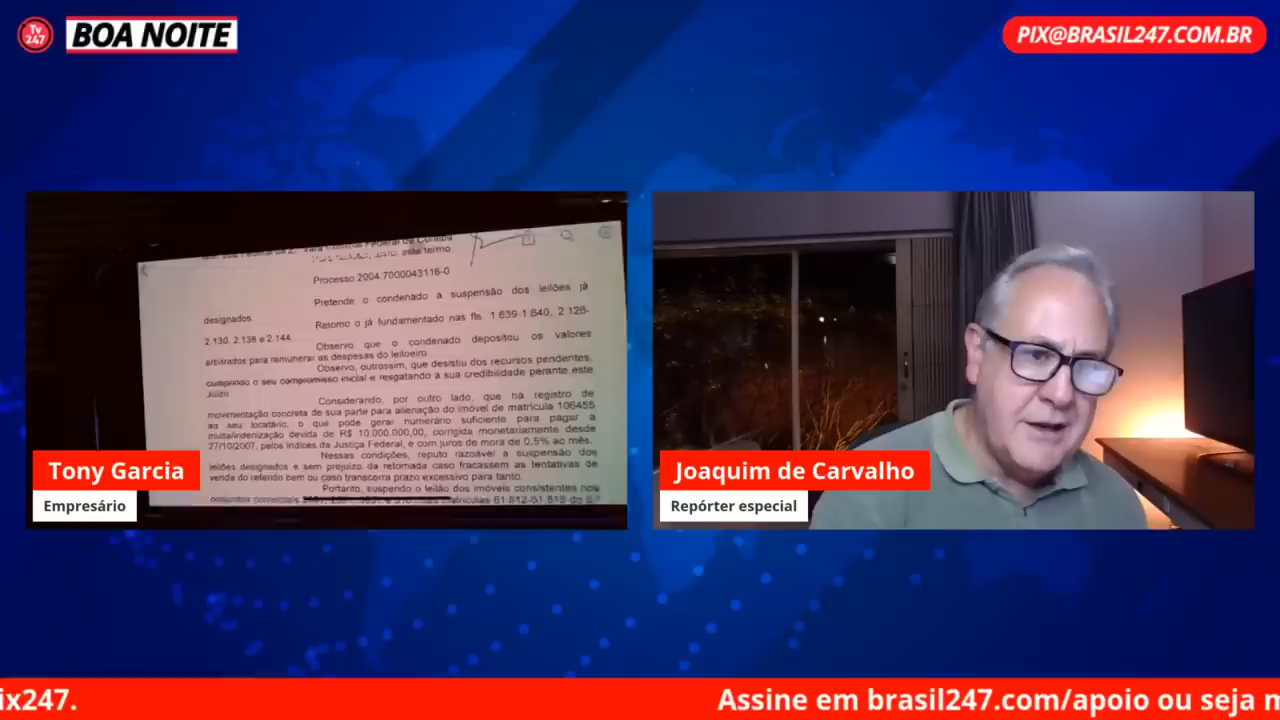 Tv
247
BOA NOITE
PIX@BRASIL247.COM.BR
este termo.
Processo 2004.7000043116-0
Pretende o condenado a suspensão dos leilões já
designados.
Retomo o já fundamentado nas fls. 1.639-1.640, 2.126-
2.130, 2.138 e 2.144.
Observo que o condenado depositou os valores
arbitrados para remunerar as despesas do leiloeiro.
Observo, outrossim, que desistiu dos recursos pendentes,
cumprindo o seu compromisso inicial e resgatando a sua credibilidade perante este
Juízo.
Considerando, por outro lado, que há registro de
movimentação concreta de sua parte para alienação do imóvel de matrícula 106455
ao seu locatário, o que pode gerar numerário suficiente para pagar a
multa/indenização devida de R$ 10.000.000,00, corrigida monetariamente desde
27/10/2007, pelos índices da Justiça Federal, e com juros de mora de 0,5% ao mês.
Nessas condições, reputo razoável a suspensão dos
leilões designados e sem prejuízo da retomada caso fracassem as tentativas de
venda do referido bem ou caso transcorra prazo excessivo para tanto.
Portanto, suspendo o leilão dos imóveis consistentes nos
Tony Garcia
Empresário
Joaquim de Carvalho
Repórter especial
ix247.
Assine em brasil247.com/apoio ou seja